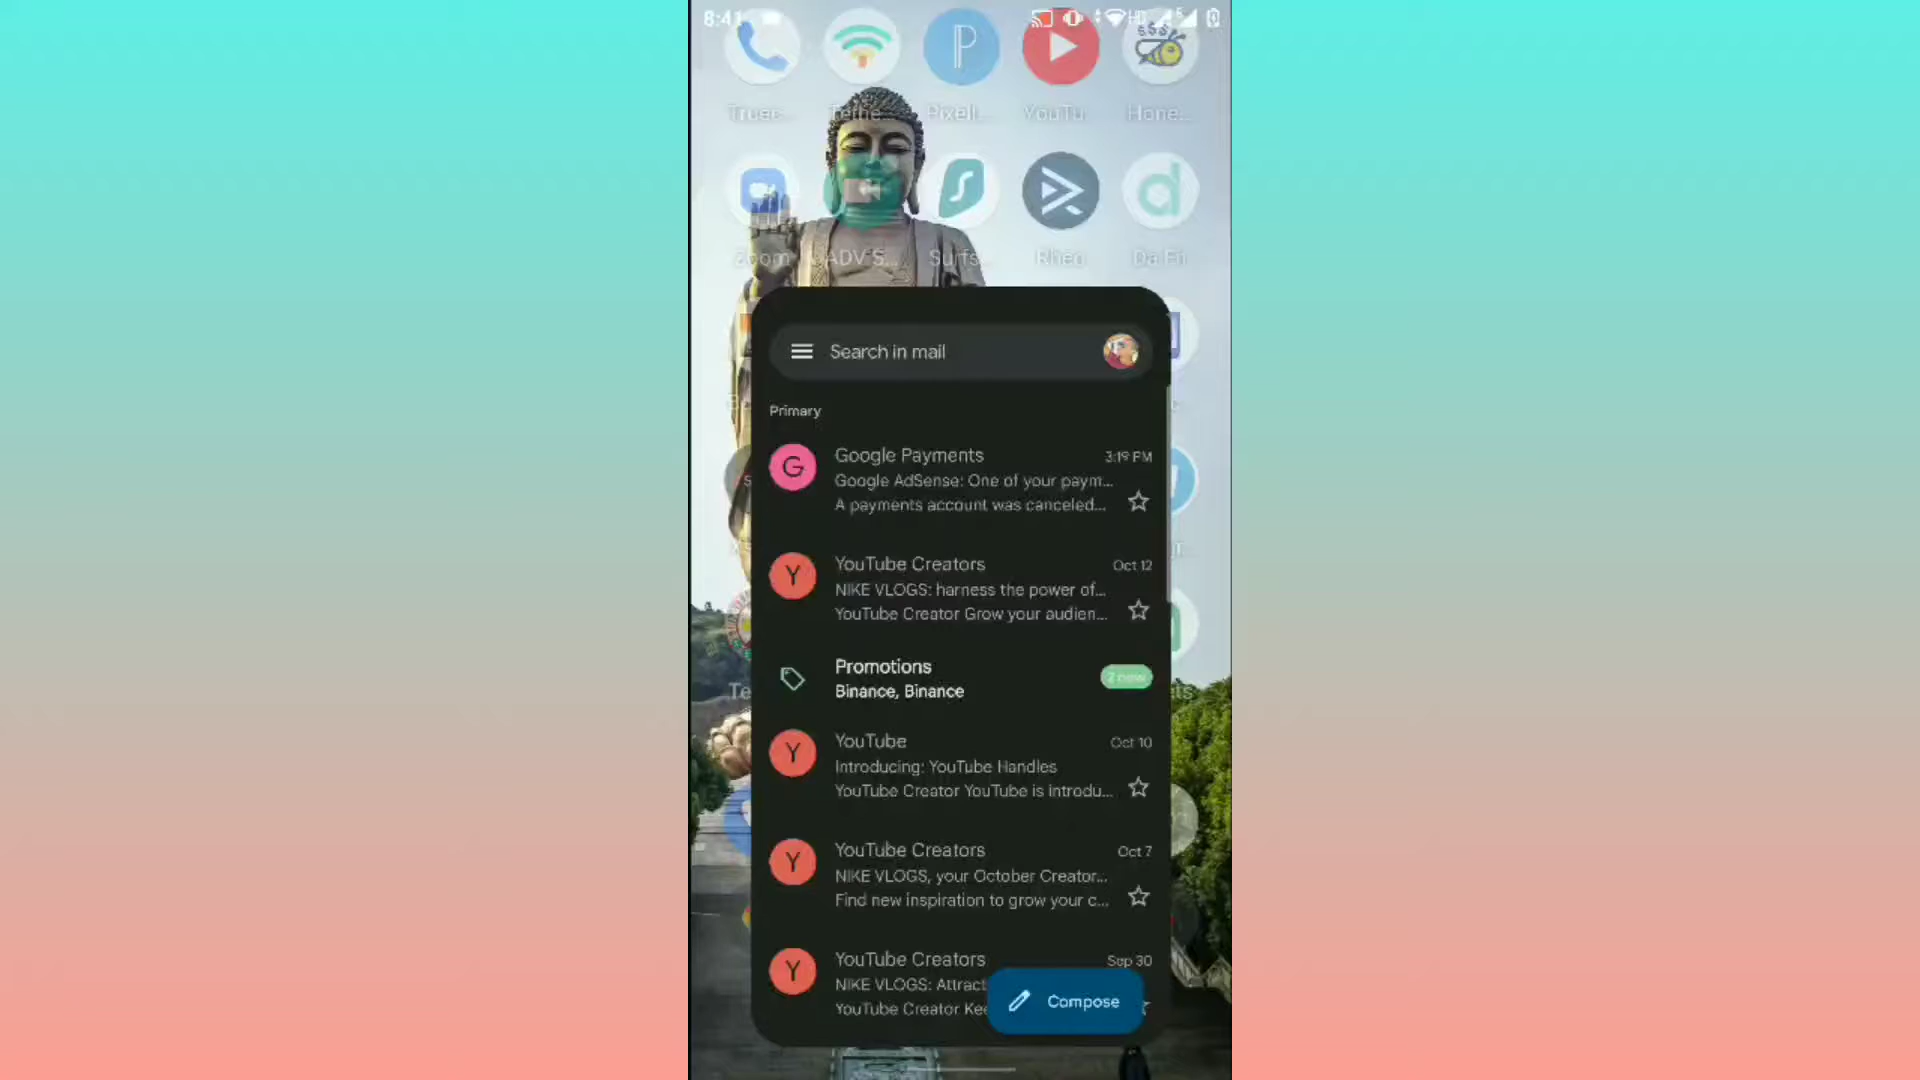 8:41
HD
Truec...
Tethe...
Pixell...
YouTu...
Hone...
Zoom
ADV S...
Surfs...
Rheo
Da Fit
Search in mail
Primary
G
Google Payments
3:19 PM
Google AdSense: One of your paym...
A payments account was canceled...
Y
YouTube Creators
Oct 12
NIKE VLOGS: harness the power of...
YouTube Creator Grow your audien...
Promotions
2 new
Binance, Binance
Y
YouTube
Oct 10
Introducing: YouTube Handles
YouTube Creator YouTube is introdu...
Y
YouTube Creators
Oct 7
NIKE VLOGS, your October Creator...
Find new inspiration to grow your c...
Y
YouTube Creators
Sep 30
NIKE VLOGS: Attract
YouTube Creator Kee
Compose